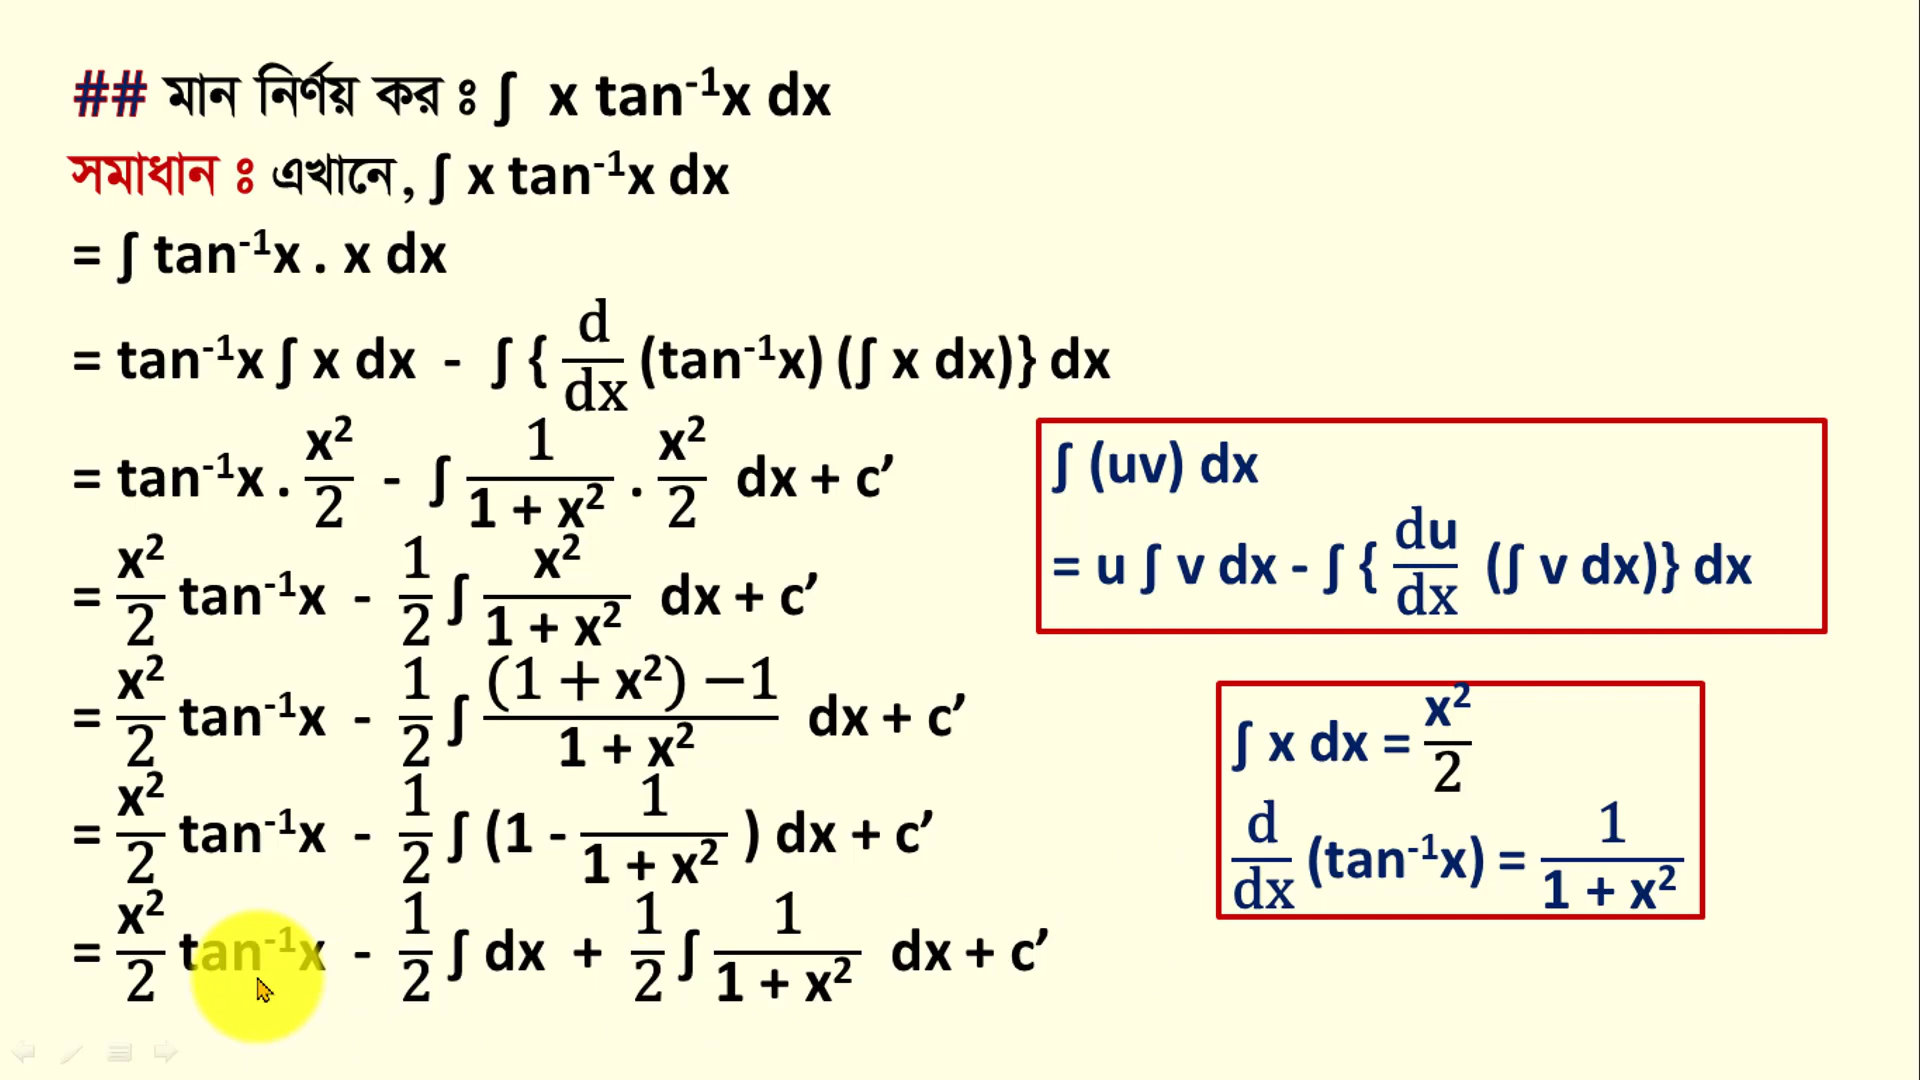 ## মান নির্ণয় কর ঃ ∫ x tan⁻¹x dx
সমাধান ঃ এখানে, ∫ x tan⁻¹x dx
= ∫ tan⁻¹x . x dx
= tan⁻¹x ∫ x dx - ∫ { d/dx (tan⁻¹x) (∫ x dx)} dx
= tan⁻¹x . x²/2 - ∫ 1/(1 + x²) . x²/2 dx + c’
= x²/2 tan⁻¹x - 1/2 ∫ x²/(1 + x²) dx + c’
= x²/2 tan⁻¹x - 1/2 ∫ ((1 + x²) −1)/(1 + x²) dx + c’
= x²/2 tan⁻¹x - 1/2 ∫ (1 - 1/(1 + x²) ) dx + c’
= x²/2 tan⁻¹x - 1/2 ∫ dx + 1/2 ∫ 1/(1 + x²) dx + c’
∫ (uv) dx
= u ∫ v dx - ∫ { du/dx (∫ v dx)} dx
∫ x dx = x²/2
d/dx (tan⁻¹x) = 1/(1 + x²)